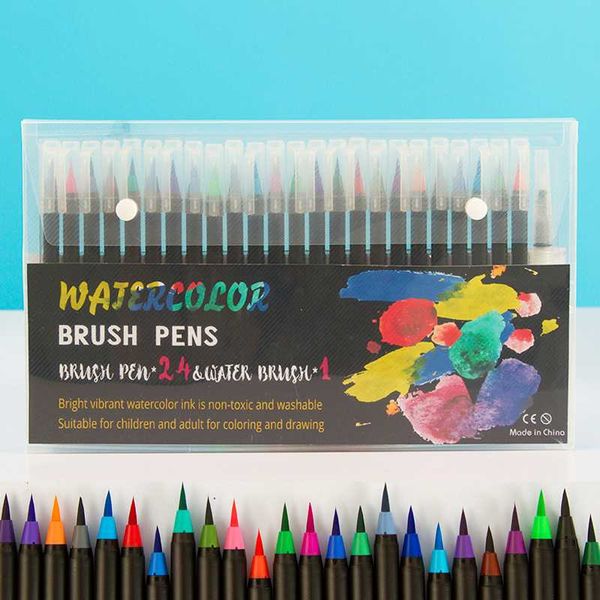 WATERCOLOR
BRUSH PENS
BRUSH PEN*24&WATER BRUSH*1
Bright vibrant watercolor ink is non-toxic and washable
Suitable for children and adult for coloring and drawing
CE
Made in China